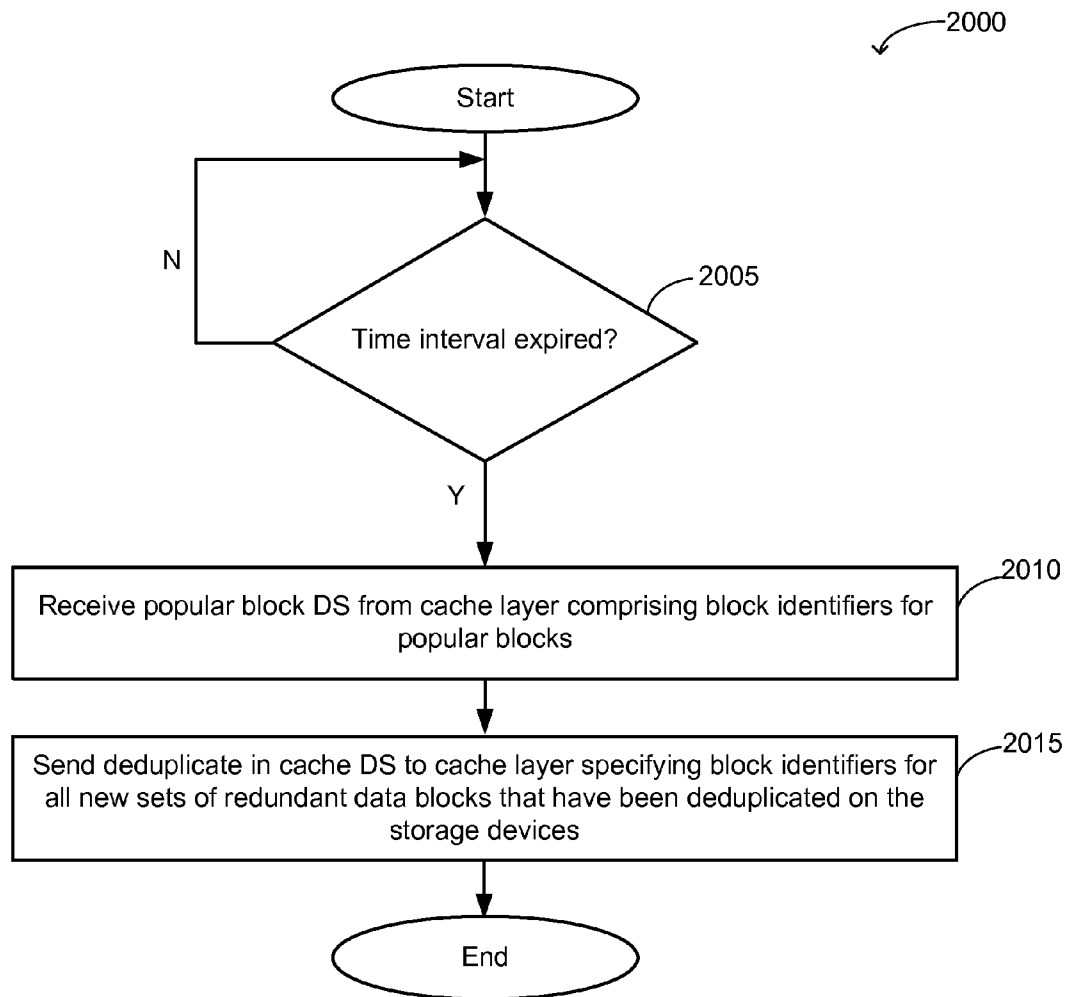 2000
Start
N
2005
Time interval expired?
Y
2010
Receive popular block DS from cache layer comprising block identifiers for
popular blocks
2015
Send deduplicate in cache DS to cache layer specifying block identifiers for
all new sets of redundant data blocks that have been deduplicated on the
storage devices
End